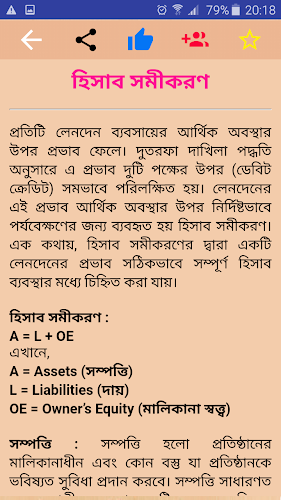 79% 20:18
হিসাব সমীকরণ
প্রতিটি লেনদেন ব্যবসায়ের আর্থিক অবস্থার
উপর প্রভাব ফেলে। দুতরফা দাখিলা পদ্ধতি
অনুসারে এ প্রভাব দুটি পক্ষের উপর (ডেবিট
ক্রেডিট) সমভাবে পরিলক্ষিত হয়। লেনদেনের
এই প্রভাব আর্থিক অবস্থার উপর নির্দিষ্টভাবে
পর্যবেক্ষণের জন্য ব্যবহৃত হয় হিসাব সমীকরণ।
এক কথায়, হিসাব সমীকরণের দ্বারা একটি
লেনদেনের প্রভাব সঠিকভাবে সম্পূর্ণ হিসাব
ব্যবস্থার মধ্যে চিহ্নিত করা যায়।
হিসাব সমীকরণ :
A = L + OE
এখানে,
A = Assets (সম্পত্তি)
L = Liabilities (দায়)
OE = Owner's Equity (মালিকানা স্বত্ত্ব)
সম্পত্তি : সম্পত্তি হলো প্রতিষ্ঠানের
মালিকানাধীন এবং কোন বস্তু যা প্রতিষ্ঠানকে
ভবিষ্যত সুবিধা প্রদান করবে। সম্পত্তি সাধারণত